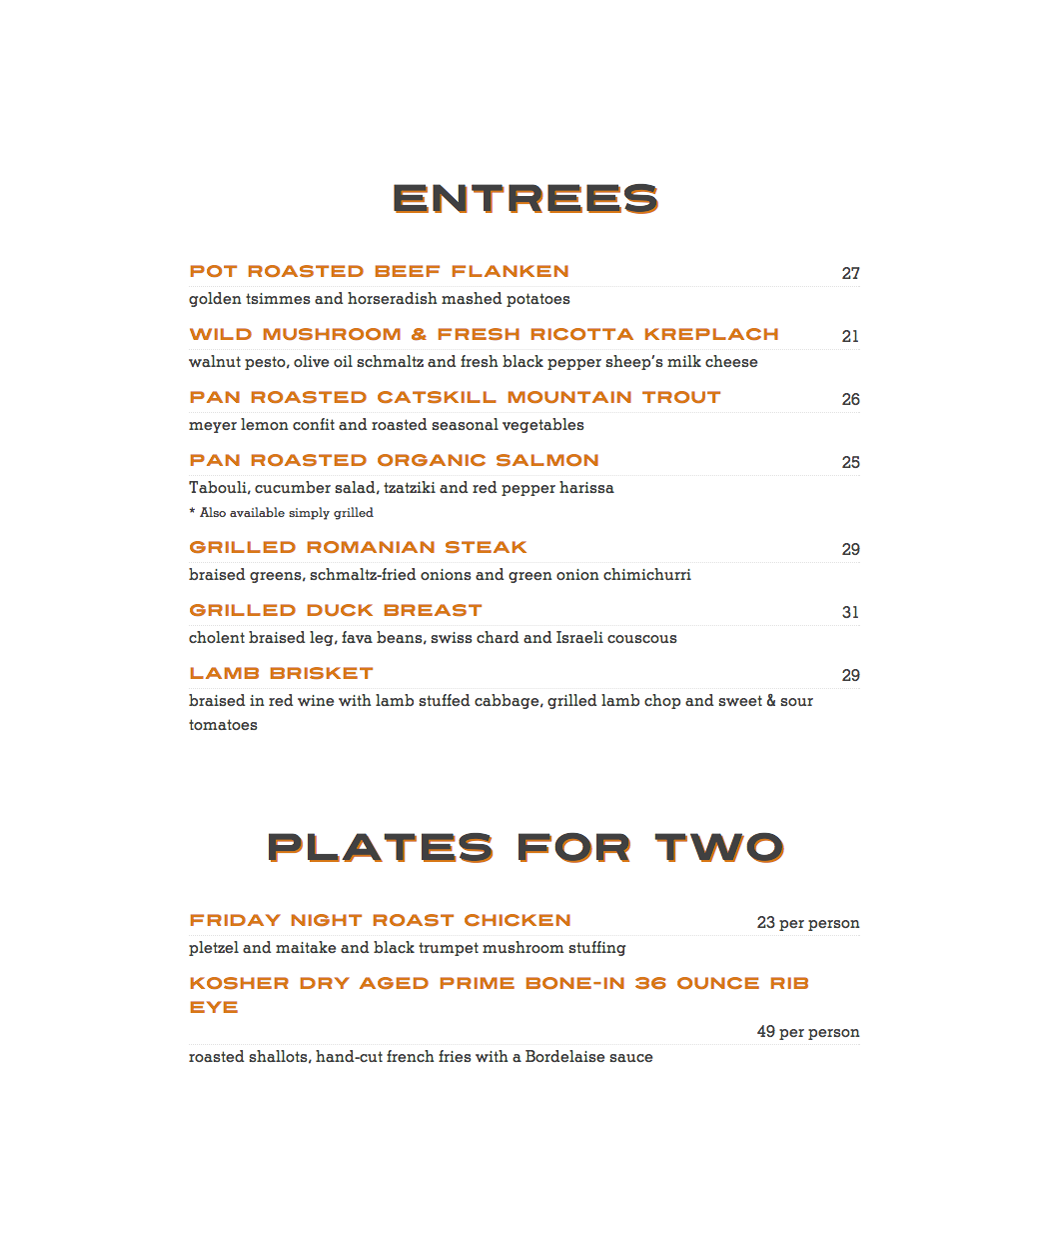 ENTREES
POT ROASTED BEEF FLANKEN 27
golden tsimmes and horseradish mashed potatoes
WILD MUSHROOM & FRESH RICOTTA KREPLACH 21
walnut pesto, olive oil schmaltz and fresh black pepper sheep's milk cheese
PAN ROASTED CATSKILL MOUNTAIN TROUT 26
meyer lemon confit and roasted seasonal vegetables
PAN ROASTED ORGANIC SALMON 25
Tabouli, cucumber salad, tzatziki and red pepper harissa
* Also available simply grilled
GRILLED ROMANIAN STEAK 29
braised greens, schmaltz-fried onions and green onion chimichurri
GRILLED DUCK BREAST 31
cholent braised leg, fava beans, swiss chard and Israeli couscous
LAMB BRISKET 29
braised in red wine with lamb stuffed cabbage, grilled lamb chop and sweet & sour
tomatoes
PLATES FOR TWO
FRIDAY NIGHT ROAST CHICKEN 23 per person
pletzel and maitake and black trumpet mushroom stuffing
KOSHER DRY AGED PRIME BONE-IN 36 OUNCE RIB
EYE
49 per person
roasted shallots, hand-cut french fries with a Bordelaise sauce